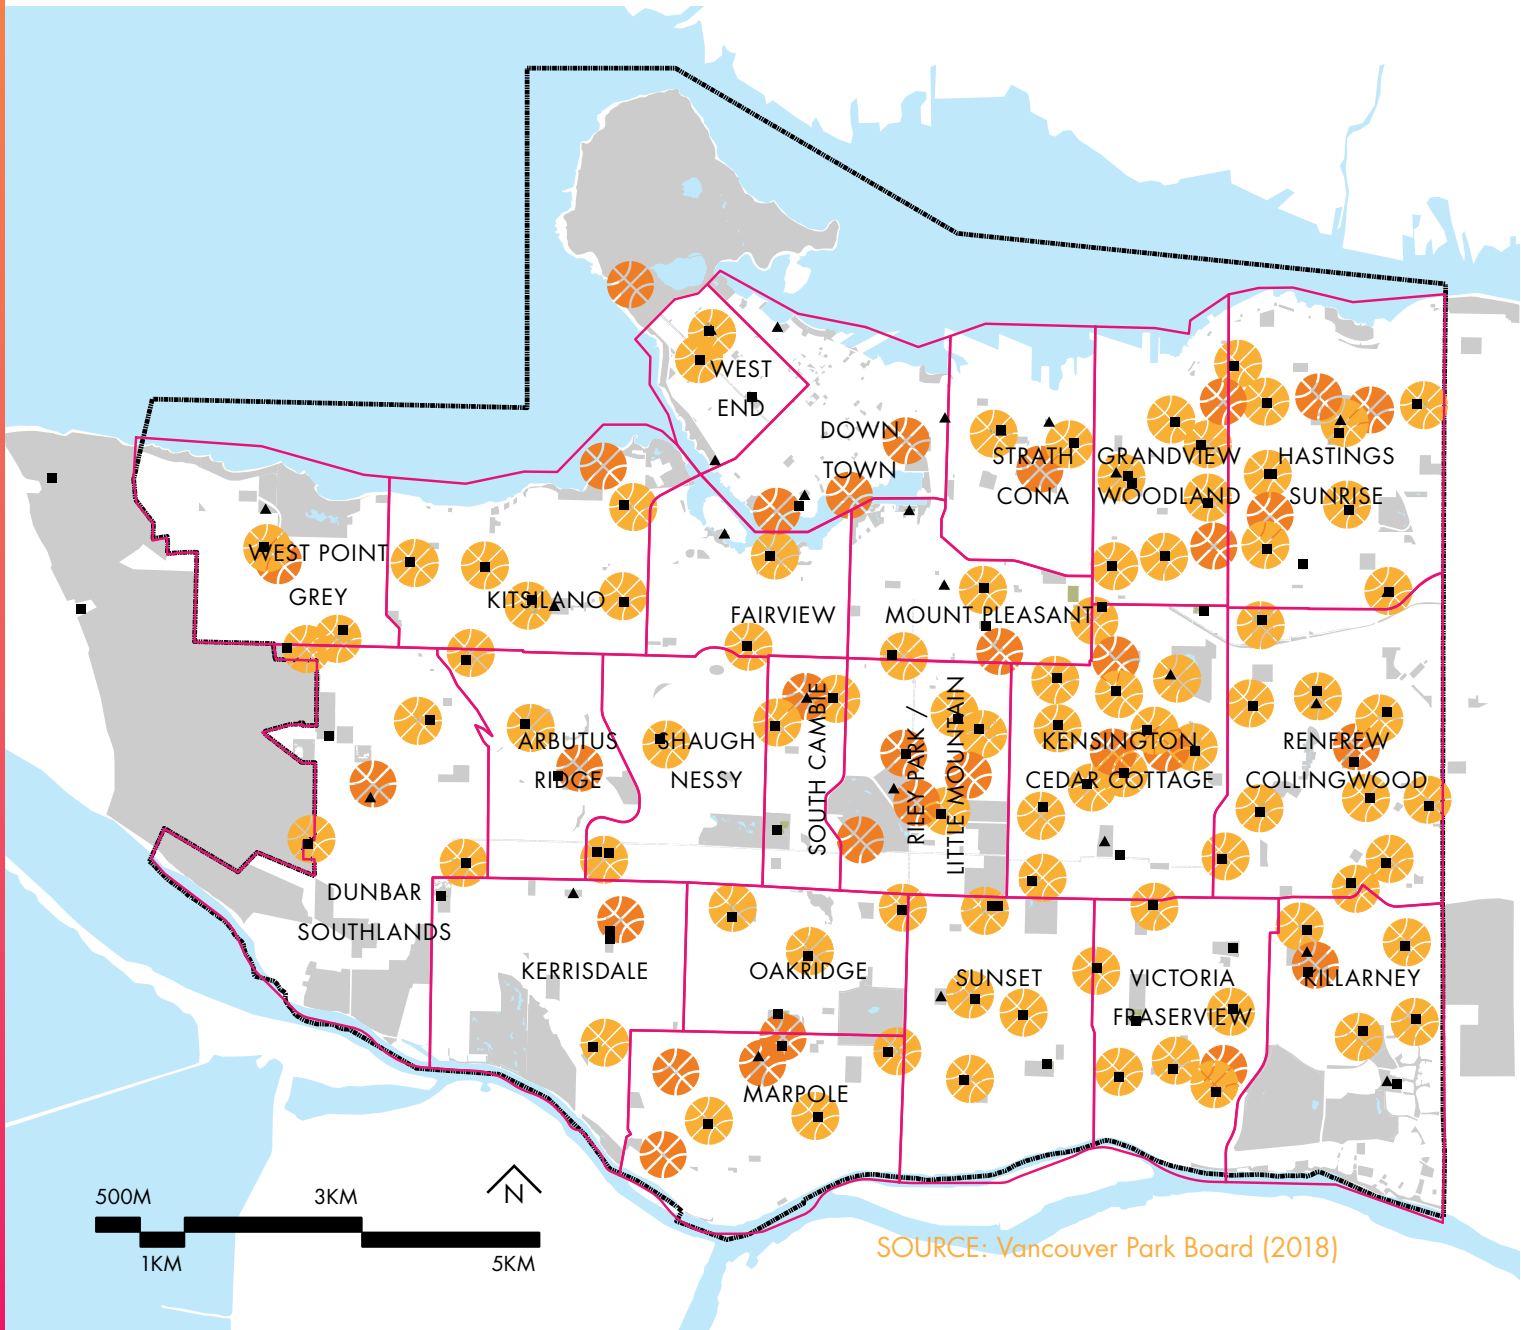 WEST
END
DOWN
TOWN
STRATH
CONA
GRANDVIEW
WOODLAND
HASTINGS
SUNRISE
WEST POINT
GREY
KITSILANO
FAIRVIEW
MOUNT PLEASANT
ARBUTUS
RIDGE
SHAUGH
NESSY
SOUTH CAMBIE
RILEY PARK /
LITTLE MOUNTAIN
KENSINGTON
CEDAR COTTAGE
RENFREW
COLLINGWOOD
DUNBAR
SOUTHLANDS
KERRISDALE
OAKRIDGE
SUNSET
VICTORIA
FRASERVIEW
KILLARNEY
MARPOLE
500M
3KM
N
1KM
5KM
SOURCE: Vancouver Park Board (2018)